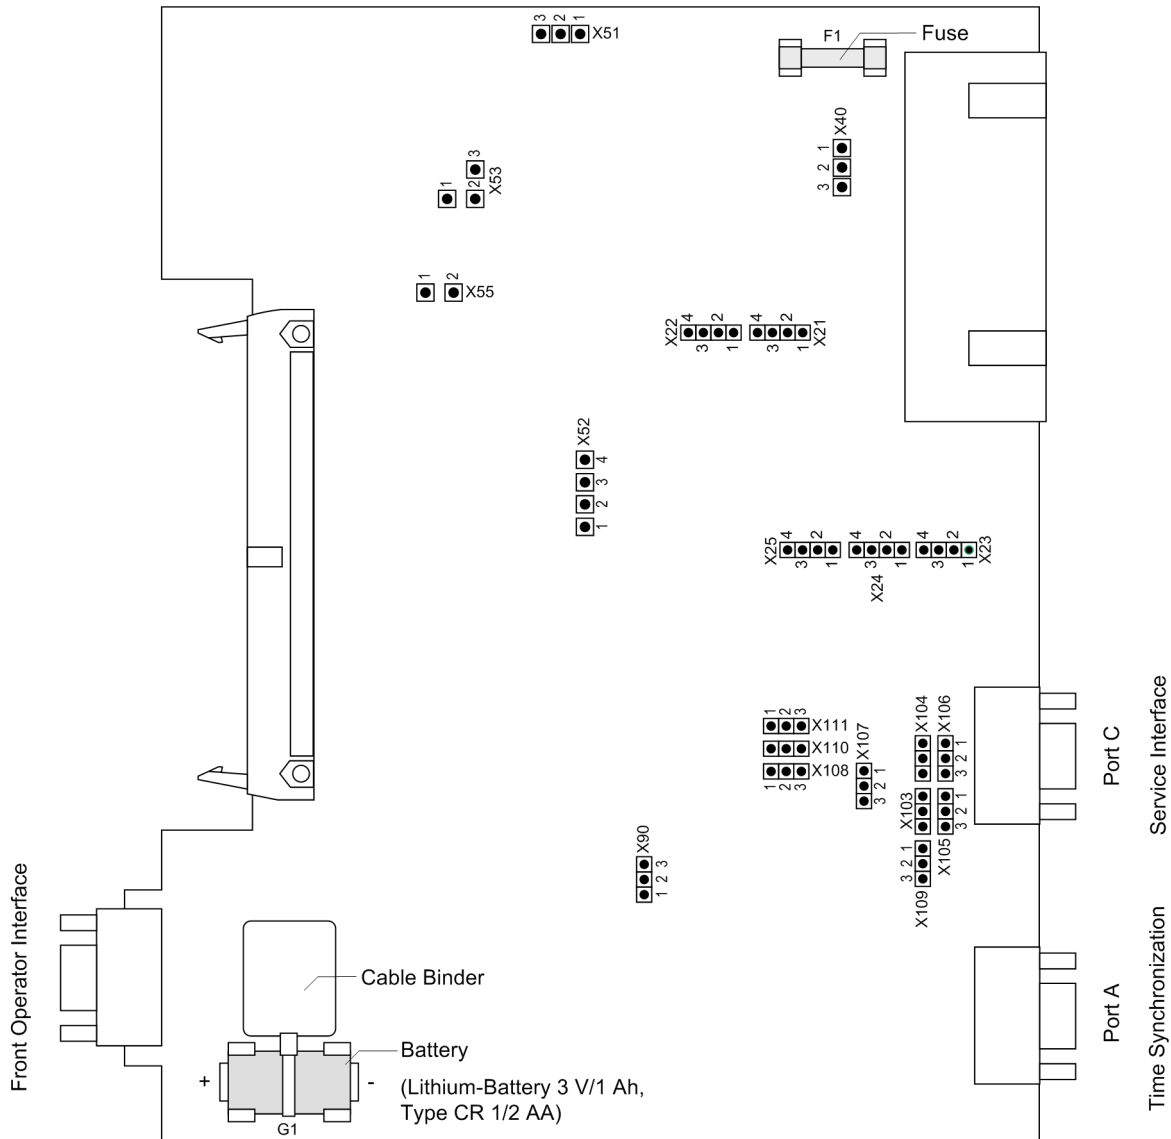 3 2 1 X51
F1
Fuse
X40
1 2 3
3
1 2 X53
1 2 X55
X22 4 3 2 1
4 3 2 1 X21
X52
4
3
2
1
X25 4 3 2 1
4 3 2 1
X24
4 3 2 1 X23
1 2 3
X111
X110
X108
1 2 3
X107
3 2 1
X104
X106
3 2 1
X103
3 2 1
X105
3 2 1
X109
X90
1 2 3
Port C
Service Interface
Port A
Time Synchronization
Front Operator Interface
Cable Binder
Battery
(Lithium-Battery 3 V/1 Ah,
Type CR 1/2 AA)
+ -
G1